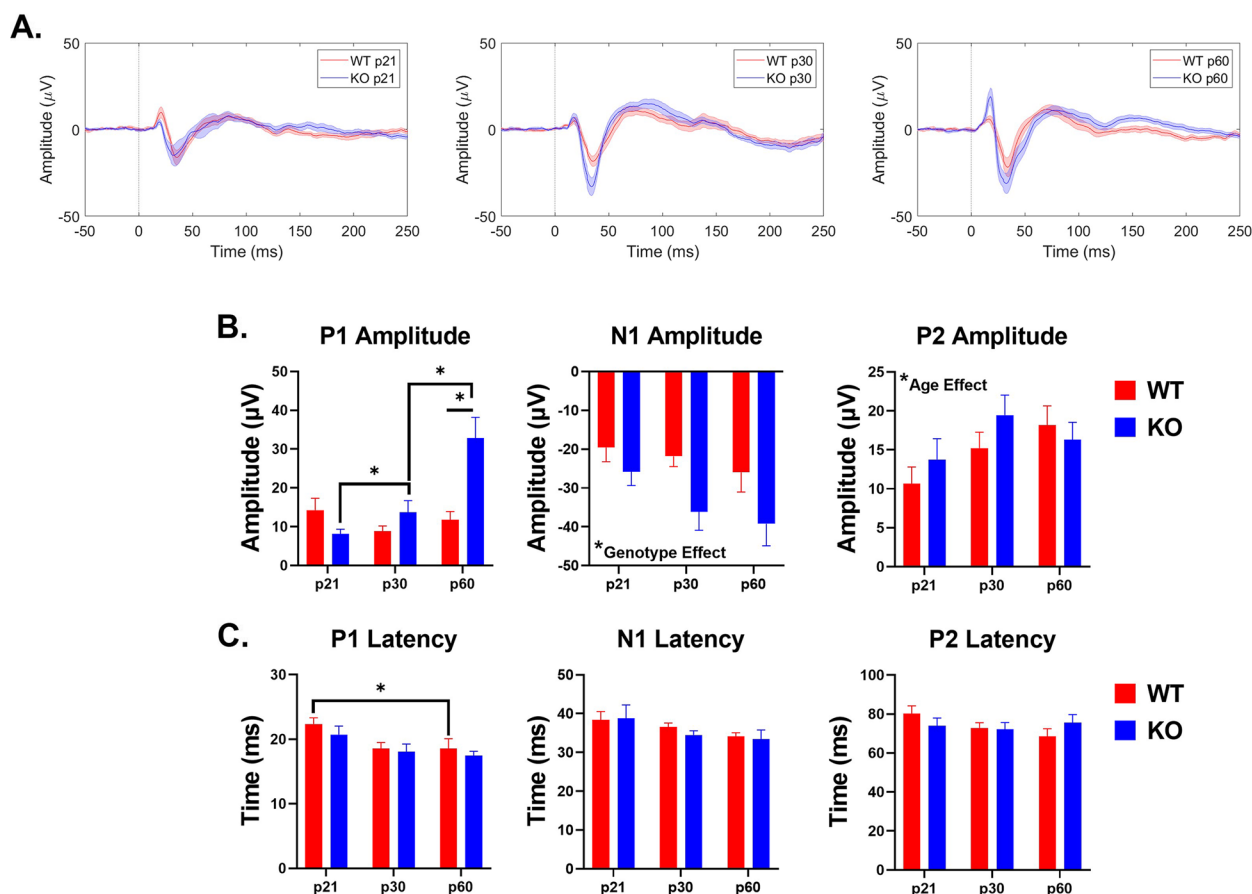 A.
50
0
-50
Amplitude (μV)
WT p21
KO p21
-50 0 50 100 150 200 250
Time (ms)
50
0
-50
Amplitude (μV)
WT p30
KO p30
-50 0 50 100 150 200 250
Time (ms)
50
0
-50
Amplitude (μV)
WT p60
KO p60
-50 0 50 100 150 200 250
Time (ms)
B.
P1 Amplitude
50
40
30
20
10
0
Amplitude (μV)
*
*
*
p21 p30 p60
N1 Amplitude
0
-10
-20
-30
-40
-50
Amplitude (μV)
*Genotype Effect
p21 p30 p60
P2 Amplitude
25
20
15
10
5
0
Amplitude (μV)
*Age Effect
p21 p30 p60
WT
KO
C.
P1 Latency
30
20
10
0
Time (ms)
*
p21 p30 p60
N1 Latency
50
40
30
20
10
0
Time (ms)
p21 p30 p60
P2 Latency
100
80
60
40
20
0
Time (ms)
p21 p30 p60
WT
KO